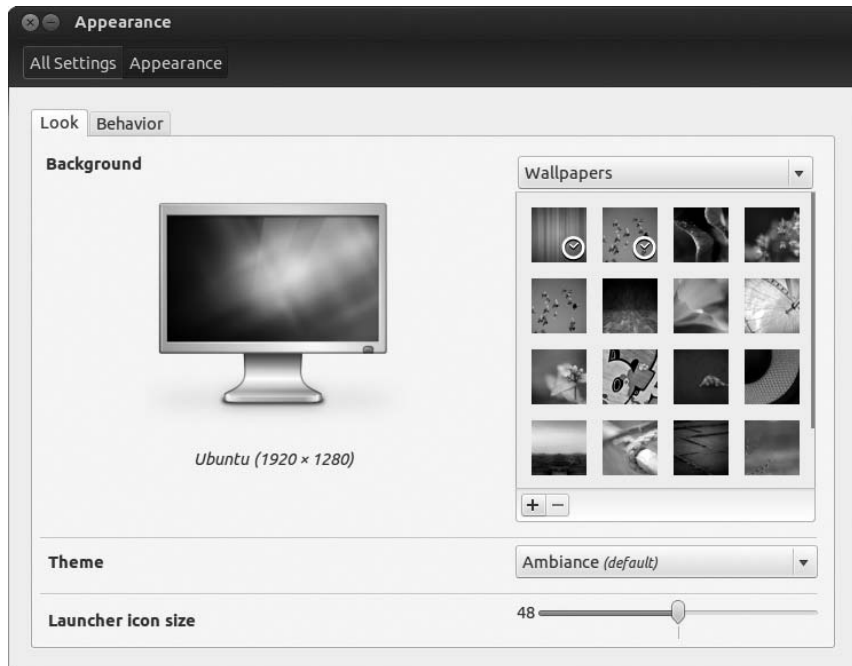 Appearance
All Settings Appearance
Look Behavior
Background
Wallpapers
Ubuntu (1920 × 1280)
Theme
Ambiance (default)
Launcher icon size
48